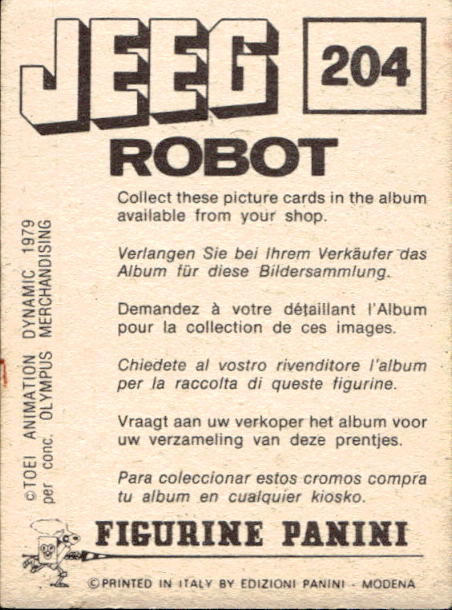 JEEG
204
ROBOT
Collect these picture cards in the album
available from your shop.
Verlangen Sie bei Ihrem Verkäufer das
Album für diese Bildersammlung.
Demandez à votre détaillant l'Album
pour la collection de ces images.
Chiedete al vostro rivenditore l'album
per la raccolta di queste figurine.
Vraagt aan uw verkoper het album voor
uw verzameling van deze prentjes.
Para coleccionar estos cromos compra
tu album en cualquier kiosko.
©TOEI ANIMATION DYNAMIC 1979
per conc. OLYMPUS MERCHANDISING
FIGURINE PANINI
©PRINTED IN ITALY BY EDIZIONI PANINI - MODENA